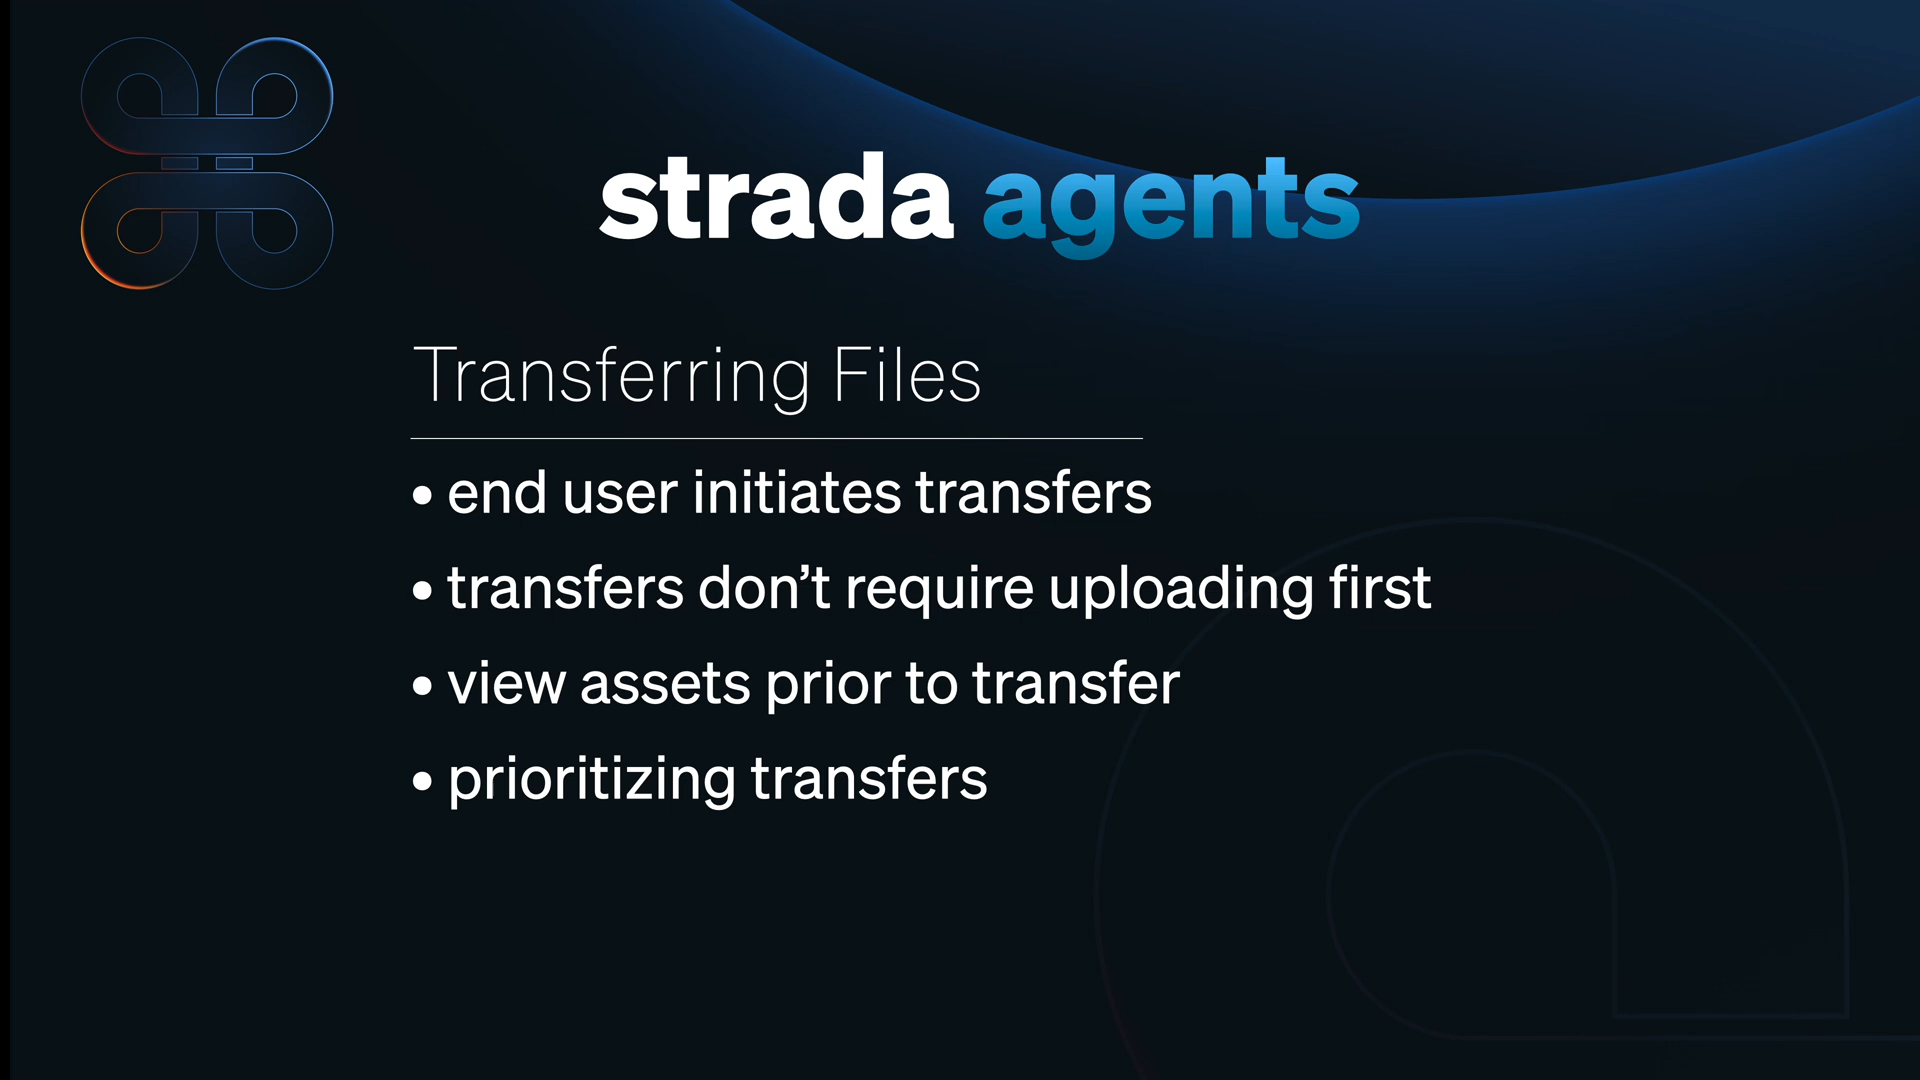 strada agents
Transferring Files
• end user initiates transfers
• transfers don’t require uploading first
• view assets prior to transfer
• prioritizing transfers